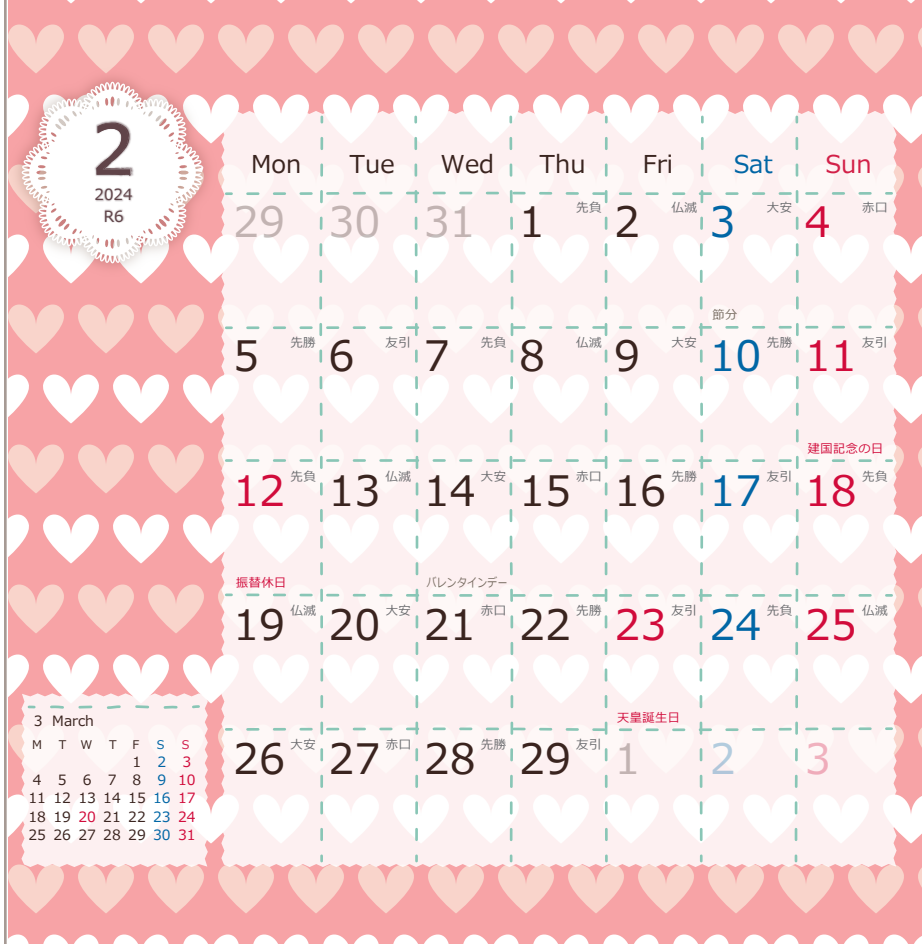 2
2024
R6
Mon Tue Wed Thu Fri Sat Sun
29 30 31 1 先負 2 仏滅 3 大安 4 赤口
節分
5 先勝 6 友引 7 先負 8 仏滅 9 大安 10 先勝 11 友引
建国記念の日
12 先負 13 仏滅 14 大安 15 赤口 16 先勝 17 友引 18 先負
振替休日 バレンタインデー
19 仏滅 20 大安 21 赤口 22 先勝 23 友引 24 先負 25 仏滅
天皇誕生日
26 大安 27 赤口 28 先勝 29 友引 1 2 3
3 March
M T W T F S S
1 2 3
4 5 6 7 8 9 10
11 12 13 14 15 16 17
18 19 20 21 22 23 24
25 26 27 28 29 30 31